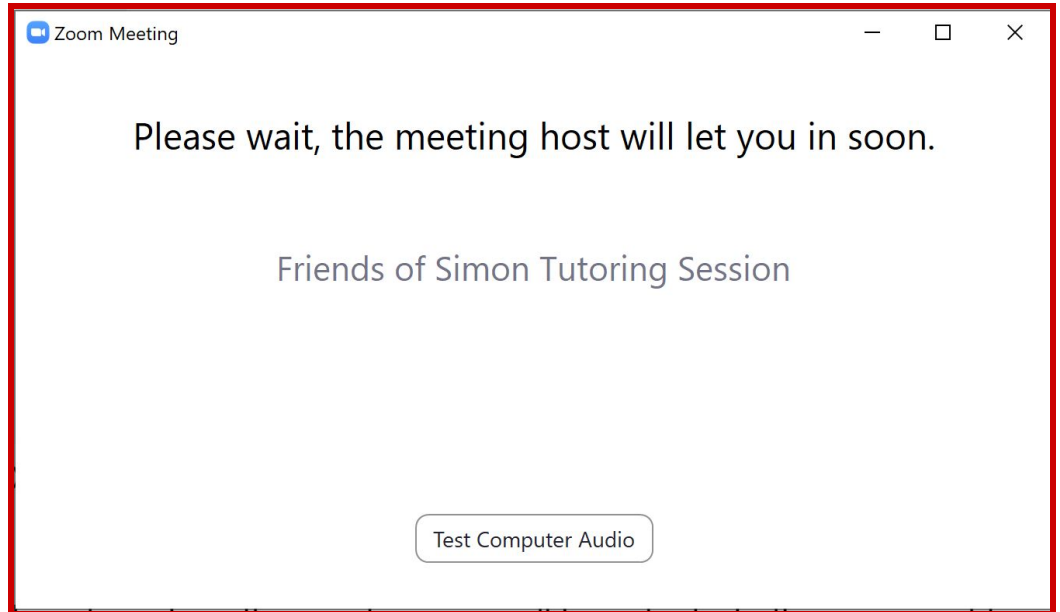 Zoom Meeting
Please wait, the meeting host will let you in soon.
Friends of Simon Tutoring Session
Test Computer Audio